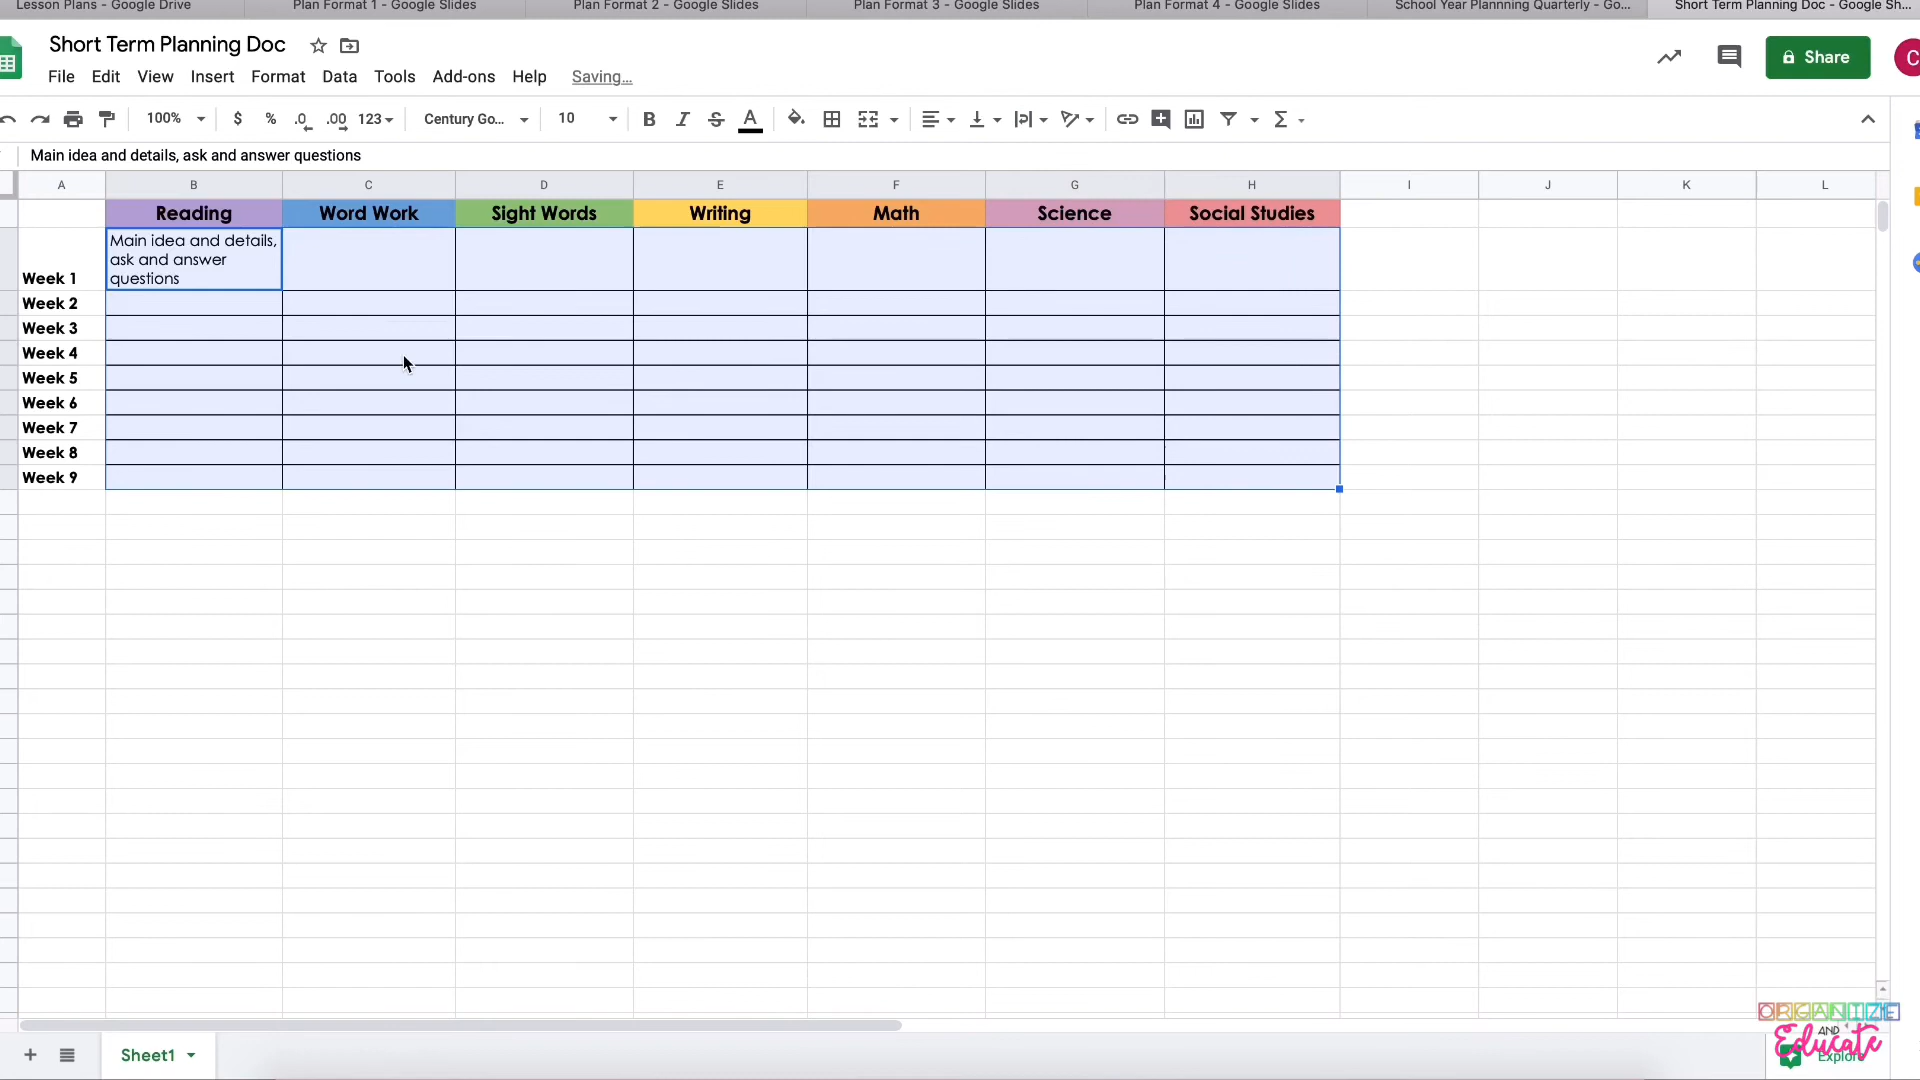 Lesson Plans - Google Drive
Plan Format 1 - Google Slides
Plan Format 2 - Google Slides
Plan Format 3 - Google Slides
Plan Format 4 - Google Slides
School Year Plannning Quarterly - Go...
Short Term Planning Doc - Google Sh...
Short Term Planning Doc
File Edit View Insert Format Data Tools Add-ons Help Saving...
Share
C
100% $ % .0 .00 123 Century Go... 10 B I S A
Main idea and details, ask and answer questions
A B C D E F G H I J K L
Reading Word Work Sight Words Writing Math Science Social Studies
Main idea and details,
ask and answer
questions
Week 1
Week 2
Week 3
Week 4
Week 5
Week 6
Week 7
Week 8
Week 9
ORGANIZE
AND
Educate
Explore
Sheet1